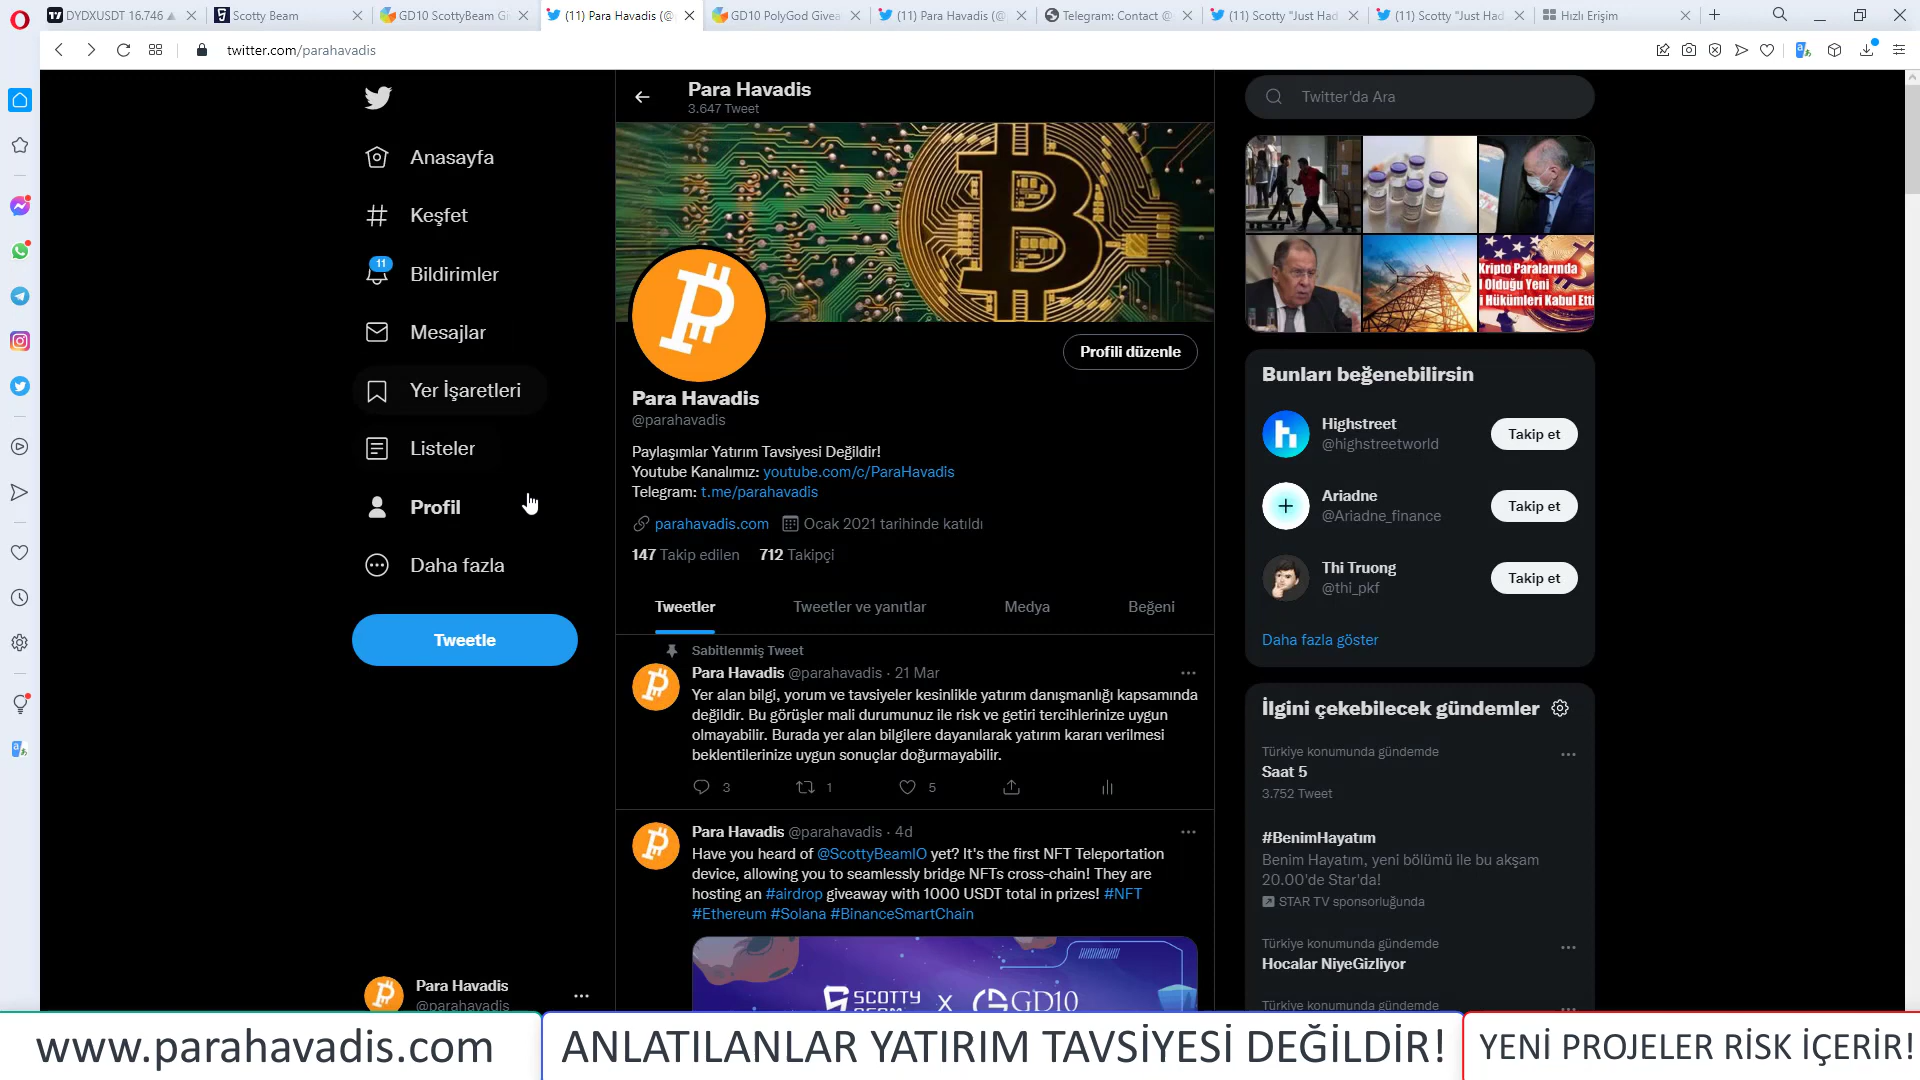 DYDXUSDT 16.746
Scotty Beam
GD10 ScottyBeam Gi
(11) Para Havadis (@
GD10 PolyGod Givea
(11) Para Havadis (@
Telegram: Contact @
(11) Scotty "Just Had
(11) Scotty "Just Had
Hızlı Erişim
twitter.com/parahavadis
Anasayfa
Keşfet
11
Bildirimler
Mesajlar
Yer İşaretleri
Listeler
Profil
Daha fazla
Tweetle
Para Havadis
@parahavadis
Para Havadis
3.647 Tweet
Profili düzenle
Para Havadis
@parahavadis
Paylaşımlar Yatırım Tavsiyesi Değildir!
Youtube Kanalımız: youtube.com/c/ParaHavadis
Telegram: t.me/parahavadis
parahavadis.com Ocak 2021 tarihinde katıldı
147 Takip edilen 712 Takipçi
Tweetler Tweetler ve yanıtlar Medya Beğeni
Sabitlenmiş Tweet
Para Havadis @parahavadis · 21 Mar
Yer alan bilgi, yorum ve tavsiyeler kesinlikle yatırım danışmanlığı kapsamında
değildir. Bu görüşler mali durumunuz ile risk ve getiri tercihlerinize uygun
olmayabilir. Burada yer alan bilgilere dayanılarak yatırım kararı verilmesi
beklentilerinize uygun sonuçlar doğurmayabilir.
3 1 5
Para Havadis @parahavadis · 4d
Have you heard of @ScottyBeamIO yet? It's the first NFT Teleportation
device, allowing you to seamlessly bridge NFTs cross-chain! They are
hosting an #airdrop giveaway with 1000 USDT total in prizes! #NFT
#Ethereum #Solana #BinanceSmartChain
SCOTTY BEAM X GD10
Twitter'da Ara
Kripto Paralarında
Olduğu Yeni
i Hükümleri Kabul Etti
Bunları beğenebilirsin
Highstreet
@highstreetworld
Takip et
Ariadne
@Ariadne_finance
Takip et
Thi Truong
@thi_pkf
Takip et
Daha fazla göster
İlgini çekebilecek gündemler
Türkiye konumunda gündemde
Saat 5
3.752 Tweet
#BenimHayatım
Benim Hayatım, yeni bölümü ile bu akşam
20.00'de Star'da!
STAR TV sponsorluğunda
Türkiye konumunda gündemde
Hocalar NiyeGizliyor
Türkiye konumunda gündemde
www.parahavadis.com
ANLATILANLAR YATIRIM TAVSİYESİ DEĞİLDİR!
YENİ PROJELER RİSK İÇERİR!